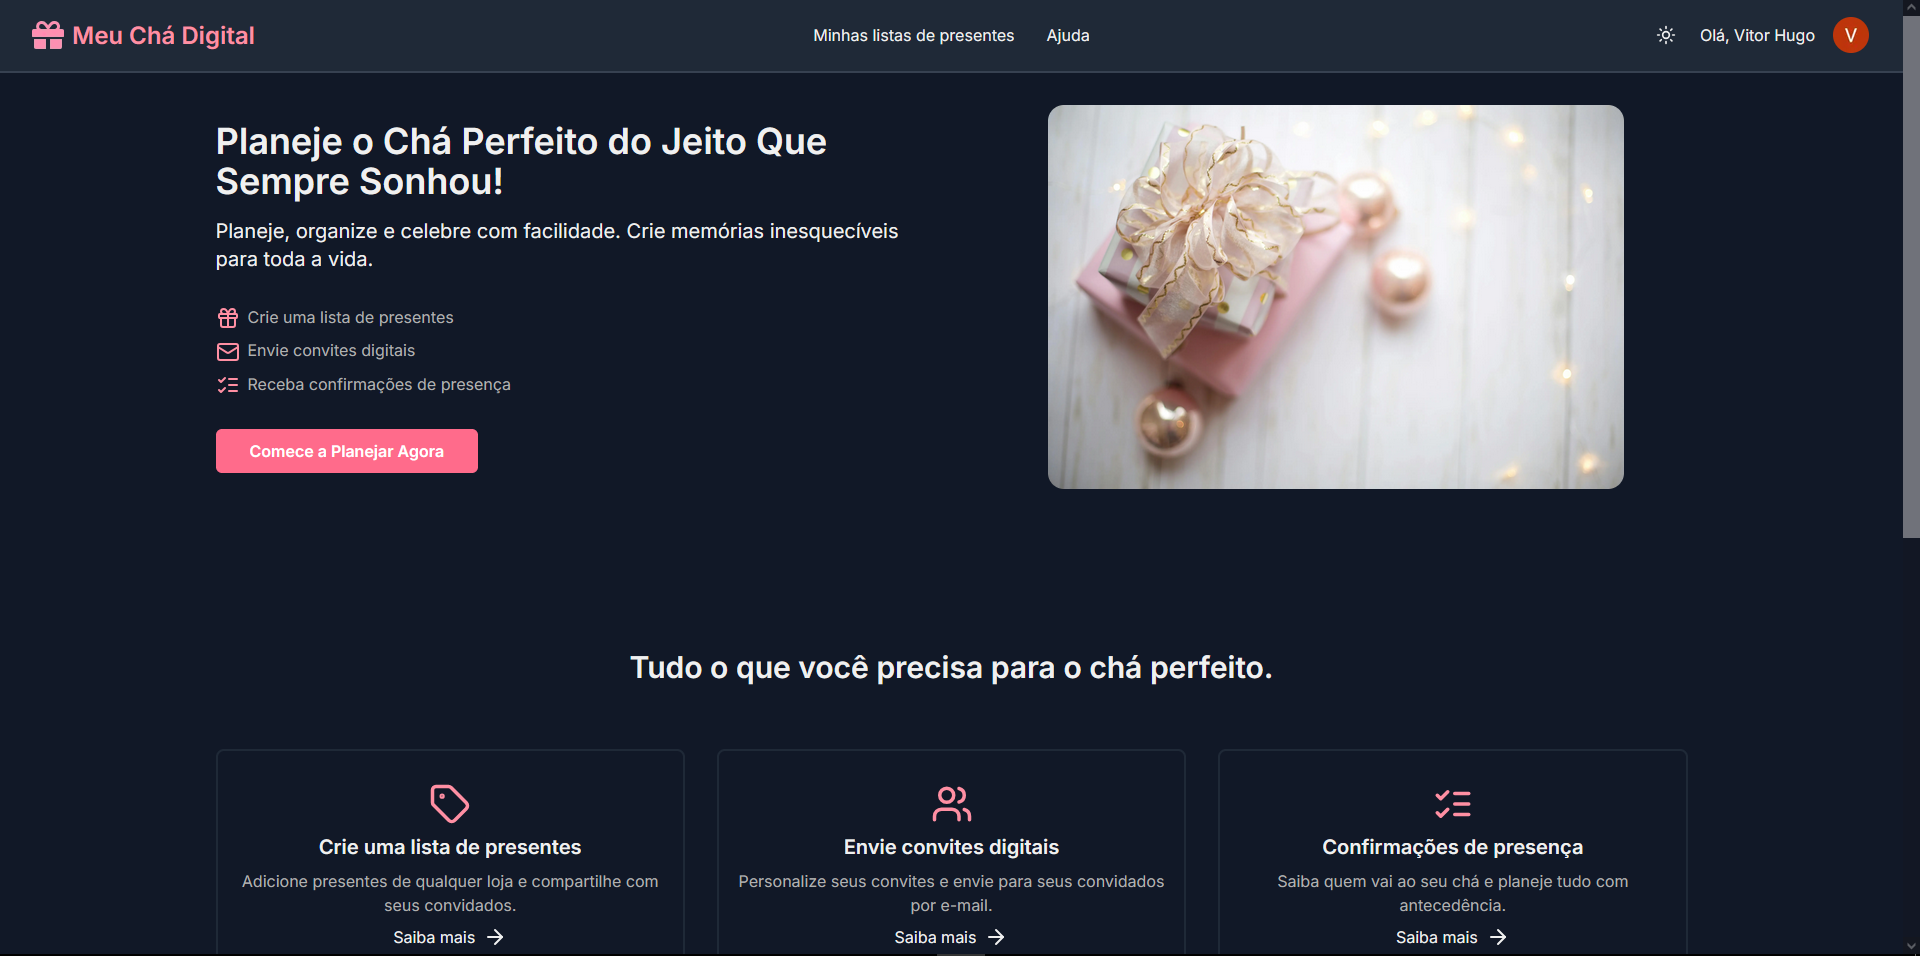 Meu Chá Digital
Minhas listas de presentes
Ajuda
Olá, Vitor Hugo
V
Planeje o Chá Perfeito do Jeito Que
Sempre Sonhou!
Planeje, organize e celebre com facilidade. Crie memórias inesquecíveis
para toda a vida.
Crie uma lista de presentes
Envie convites digitais
Receba confirmações de presença
Comece a Planejar Agora
Tudo o que você precisa para o chá perfeito.
Crie uma lista de presentes
Adicione presentes de qualquer loja e compartilhe com
seus convidados.
Saiba mais
Envie convites digitais
Personalize seus convites e envie para seus convidados
por e-mail.
Saiba mais
Confirmações de presença
Saiba quem vai ao seu chá e planeje tudo com
antecedência.
Saiba mais